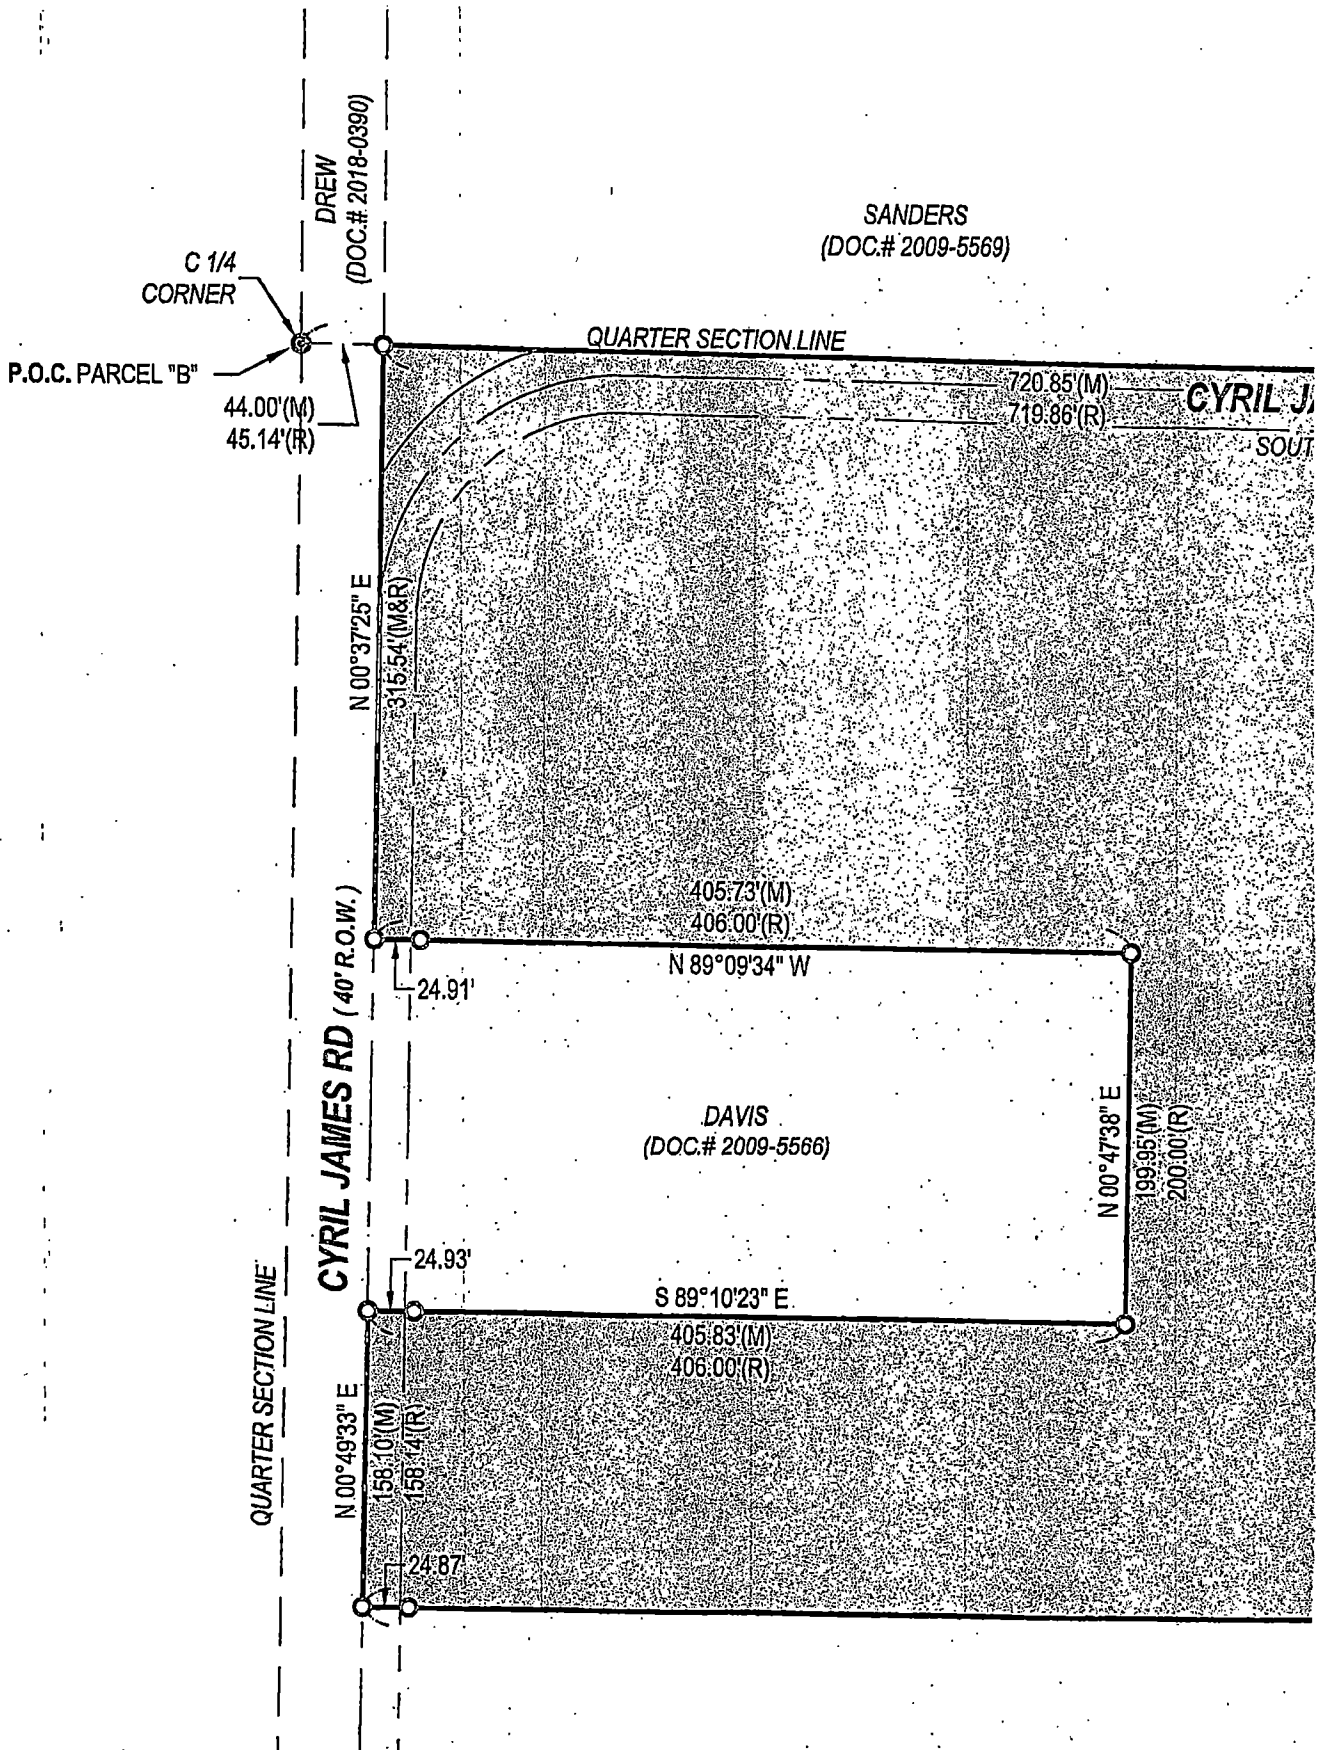 DREW
(DOC.# 2018-0390)
SANDERS
(DOC.# 2009-5569)
C 1/4
CORNER
QUARTER SECTION LINE
P.O.C. PARCEL "B"
44.00'(M)
45.14'(R)
720.85'(M)
719.86'(R)
CYRIL JA
SOUT
N 00°37'25" E
315.54'(M&R)
405.73'(M)
406.00'(R)
N 89°09'34" W
24.91'
CYRIL JAMES RD (40' R.O.W.)
DAVIS
(DOC.# 2009-5566)
N 00°47'38" E
199.95'(M)
200.00'(R)
24.93'
S 89°10'23" E
405.83'(M)
406.00'(R)
QUARTER SECTION LINE
N 00°49'33" E
158.10'(M)
158.14'(R)
24.87'